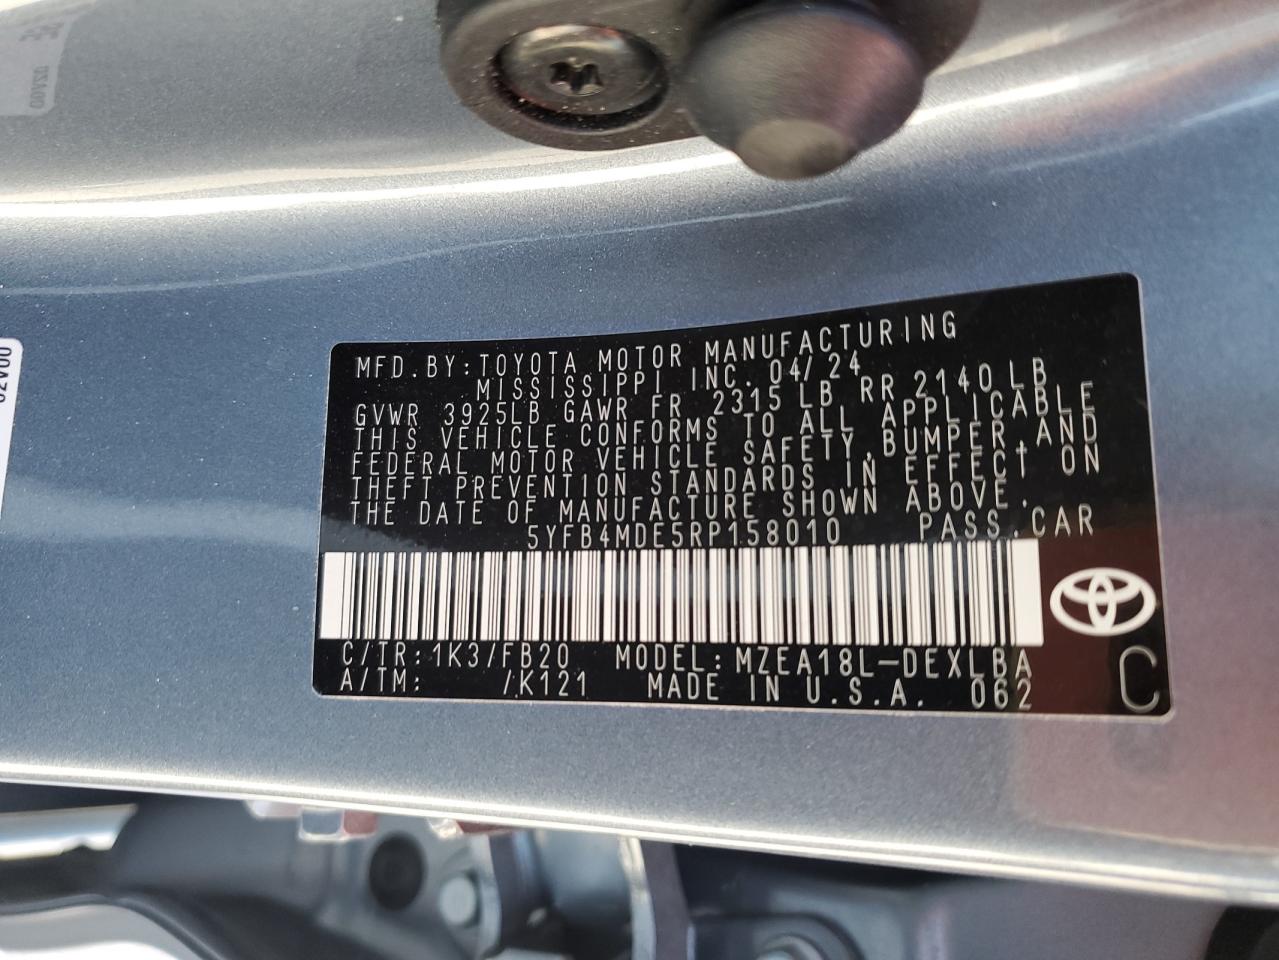 MFD.BY:TOYOTA MOTOR MANUFACTURING
MISSISSIPPI INC. 04/24
GVWR 3925LB GAWR FR 2315 LB RR 2140 LB
THIS VEHICLE CONFORMS TO ALL APPLICABLE
FEDERAL MOTOR VEHICLE SAFETY,BUMPER,AND
THEFT PREVENTION STANDARDS IN EFFECT ON
THE DATE OF MANUFACTURE SHOWN ABOVE.
5YFB4MDE5RP158010 PASS.CAR
C/TR:1K3/FB20 MODEL:MZEA18L-DEXLBA
A/TM: /K121 MADE IN U.S.A. 062
C